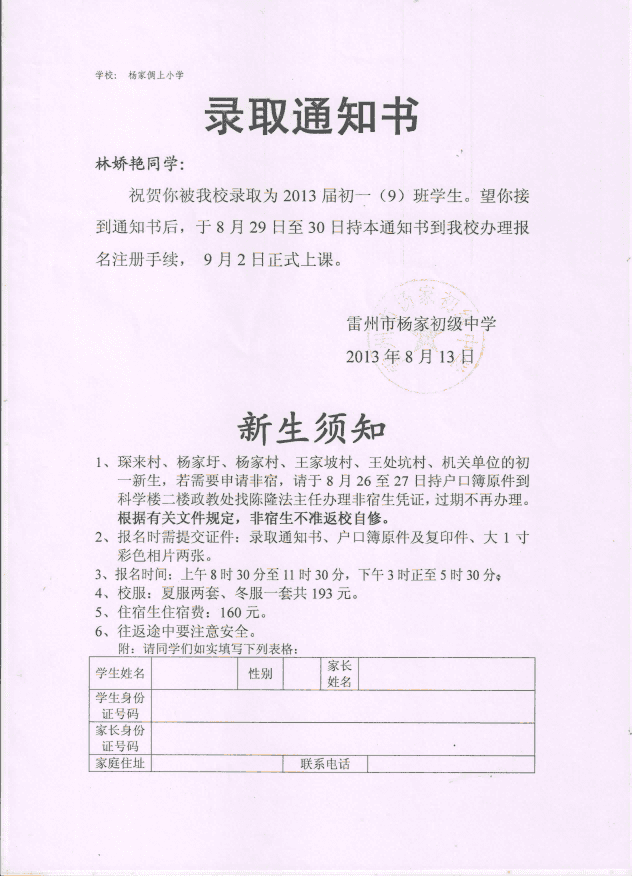 学校： 杨家倜上小学
录取通知书
林娇艳同学：
祝贺你被我校录取为 2013 届初一（9）班学生。望你接
到通知书后，于 8 月 29 日至 30 日持本通知书到我校办理报
名注册手续， 9 月 2 日正式上课。
雷州市杨家初级中学
2013 年 8 月 13 日
新生须知
1、琛来村、杨家圩、杨家村、王家坡村、王处坑村、机关单位的初
一新生，若需要申请非宿，请于 8 月 26 至 27 日持户口簿原件到
科学楼二楼政教处找陈隆法主任办理非宿生凭证，过期不再办理。
根据有关文件规定，非宿生不准返校自修。
2、报名时需提交证件：录取通知书、户口簿原件及复印件、大 1 寸
彩色相片两张。
3、报名时间：上午 8 时 30 分至 11 时 30 分，下午 3 时正至 5 时 30 分。
4、校服：夏服两套、冬服一套共 193 元。
5、住宿生住宿费：160 元。
6、往返途中要注意安全。
附：请同学们如实填写下列表格：
学生姓名 性别 家长姓名
学生身份
证号码
家长身份
证号码
家庭住址 联系电话